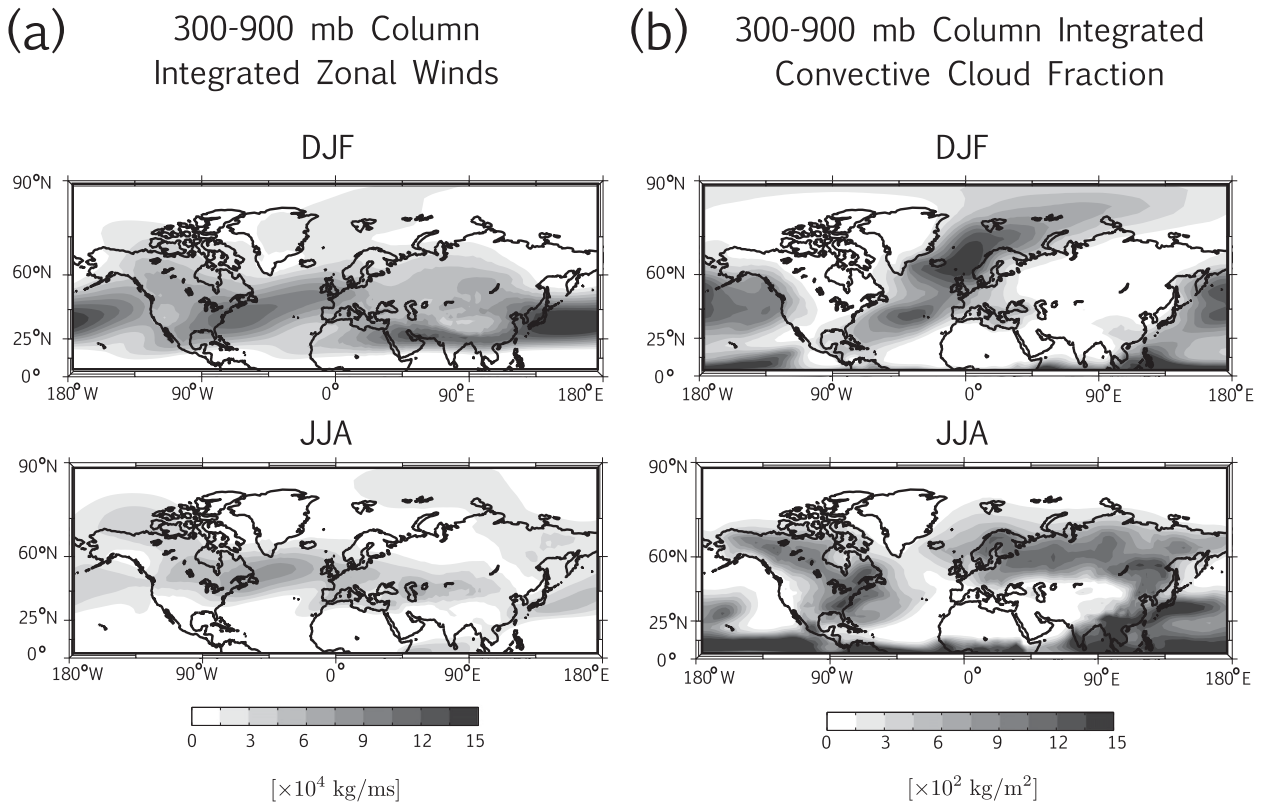 (a)
300-900 mb Column
Integrated Zonal Winds
DJF
90°N
60°N
25°N
0°
180°W 90°W 0° 90°E 180°E
JJA
90°N
60°N
25°N
0°
180°W 90°W 0° 90°E 180°E
0 3 6 9 12 15
[×10⁴ kg/ms]
(b)
300-900 mb Column Integrated
Convective Cloud Fraction
DJF
90°N
60°N
25°N
0°
180°W 90°W 0° 90°E 180°E
JJA
90°N
60°N
25°N
0°
180°W 90°W 0° 90°E 180°E
0 3 6 9 12 15
[×10² kg/m²]